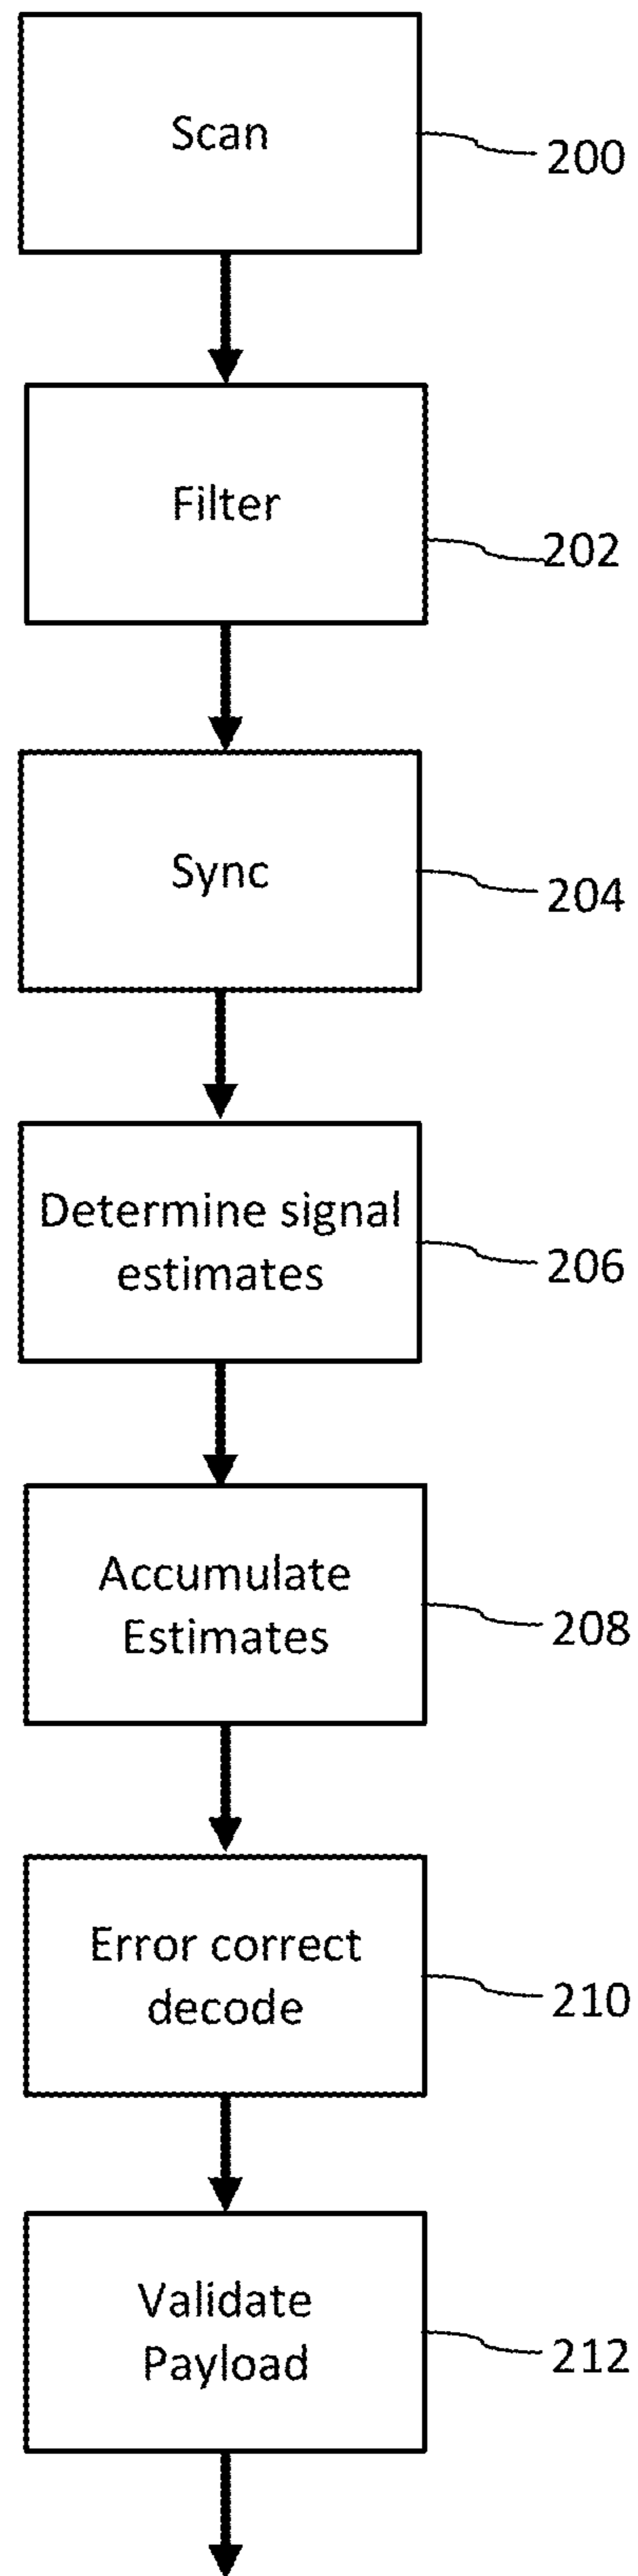 Scan
200
Filter
202
Sync
204
Determine signal
estimates
206
Accumulate
Estimates
208
Error correct
decode
210
Validate
Payload
212